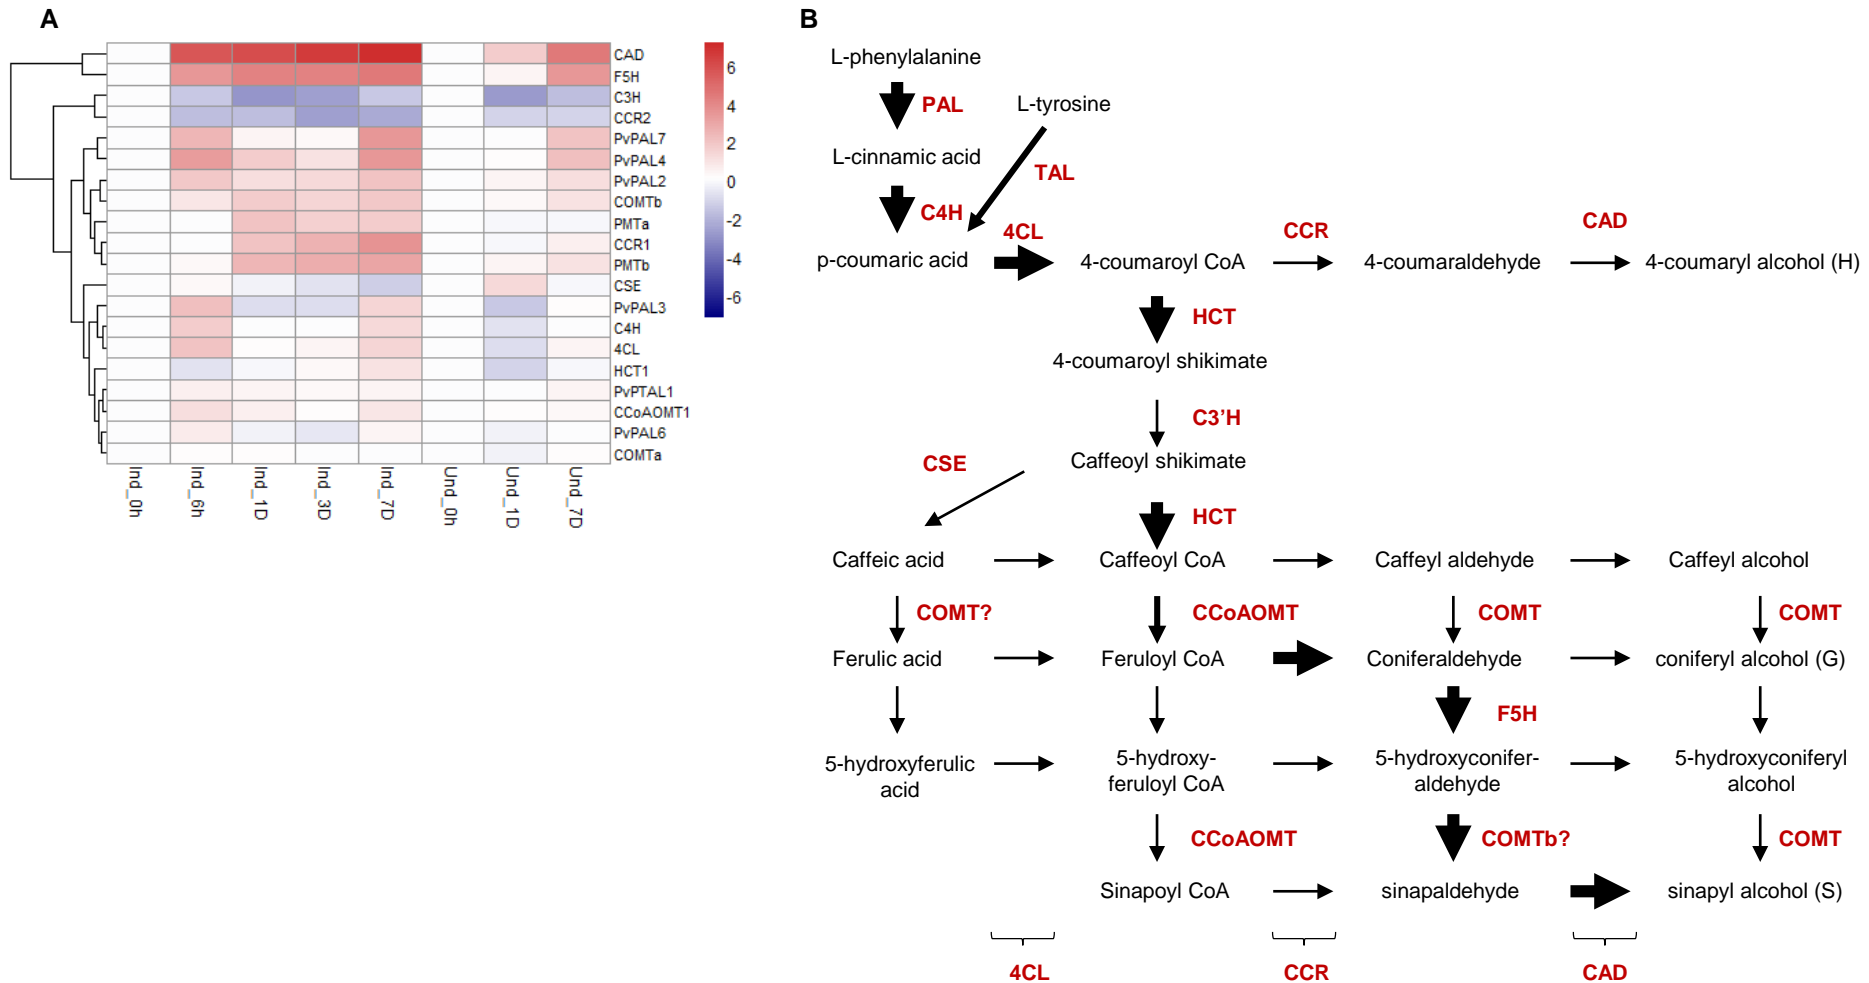 A
CAD
F5H
C3H
CCR2
PvPAL7
PvPAL4
PvPAL2
COMTb
PMTa
CCR1
PMTb
CSE
PvPAL3
C4H
4CL
HCT1
PvPTAL1
CCoAOMT1
PvPAL6
COMTa
6
4
2
0
-2
-4
-6
Ind_0h
Ind_6h
Ind_1D
Ind_3D
Ind_7D
Und_0h
Und_1D
Und_7D
B
L-phenylalanine
PAL
L-tyrosine
L-cinnamic acid
TAL
C4H
4CL
CCR
CAD
p-coumaric acid
4-coumaroyl CoA
4-coumaraldehyde
4-coumaryl alcohol (H)
HCT
4-coumaroyl shikimate
C3’H
Caffeoyl shikimate
CSE
HCT
Caffeic acid
Caffeoyl CoA
Caffeyl aldehyde
Caffeyl alcohol
COMT?
CCoAOMT
COMT
COMT
Ferulic acid
Feruloyl CoA
Coniferaldehyde
coniferyl alcohol (G)
F5H
5-hydroxyferulic
acid
5-hydroxy-
feruloyl CoA
5-hydroxyconifer-
aldehyde
5-hydroxyconiferyl
alcohol
CCoAOMT
COMTb?
COMT
Sinapoyl CoA
sinapaldehyde
sinapyl alcohol (S)
4CL
CCR
CAD